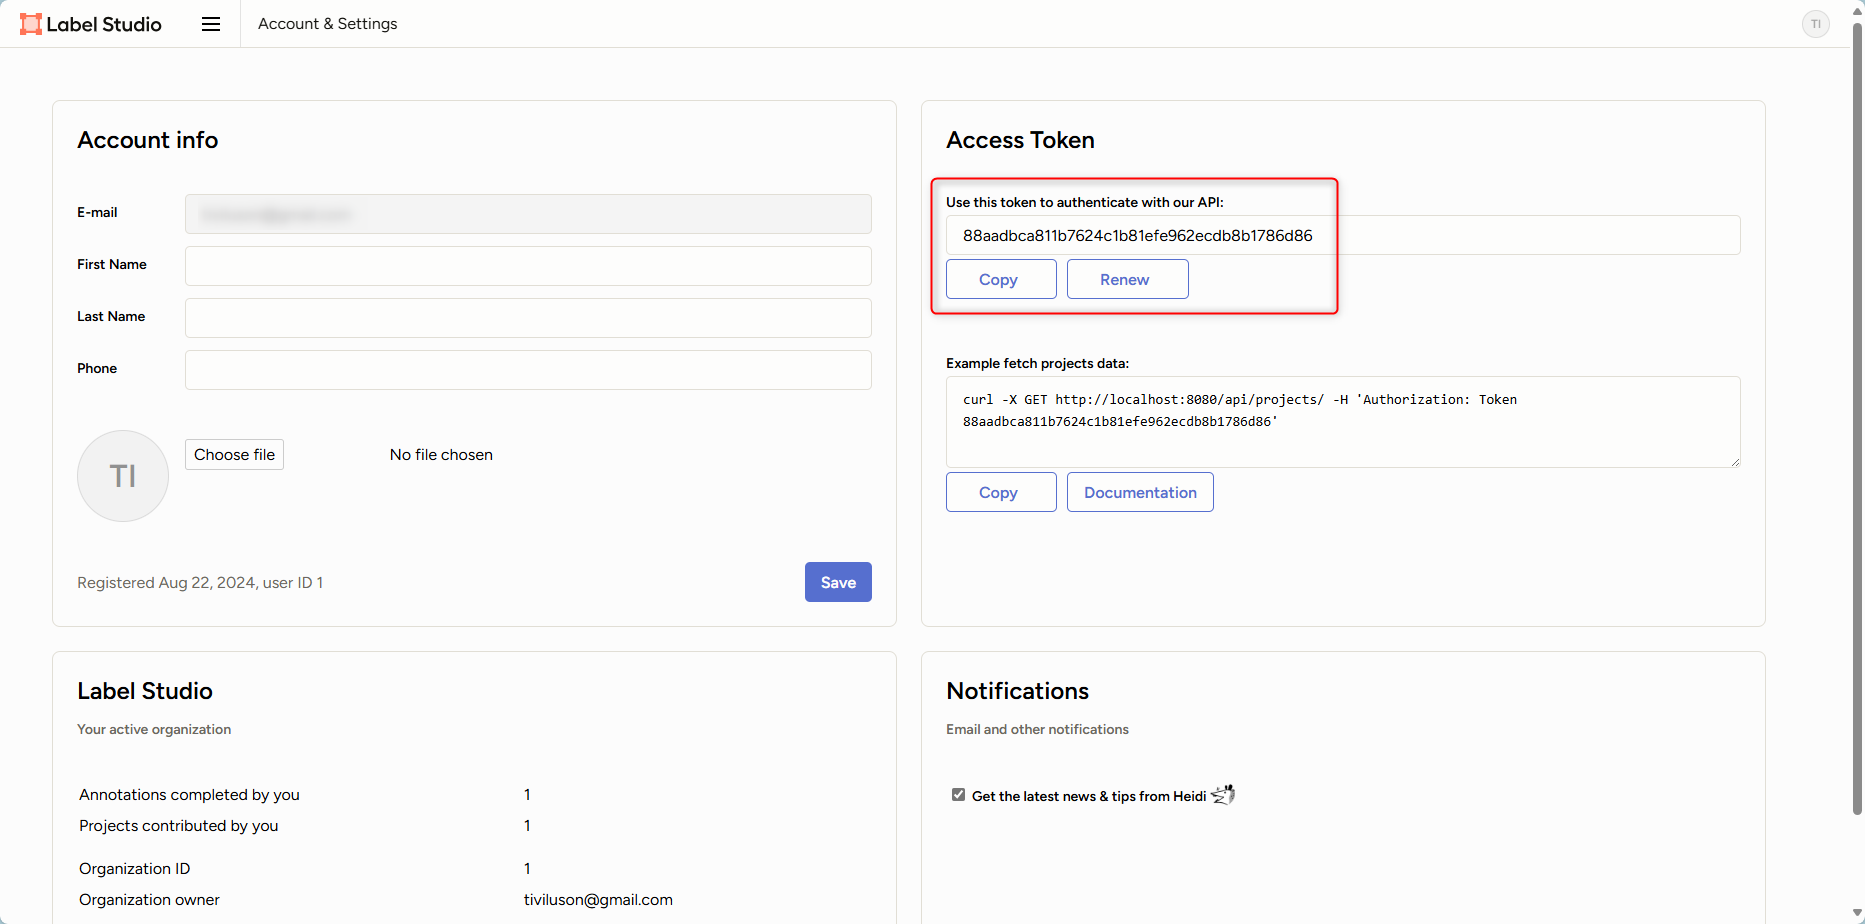 Label Studio
Account & Settings
TI
Account info
E-mail
First Name
Last Name
Phone
TI
Choose file
No file chosen
Registered Aug 22, 2024, user ID 1
Save
Access Token
Use this token to authenticate with our API:
88aadbca811b7624c1b81efe962ecdb8b1786d86
Copy
Renew
Example fetch projects data:
curl -X GET http://localhost:8080/api/projects/ -H 'Authorization: Token
88aadbca811b7624c1b81efe962ecdb8b1786d86'
Copy
Documentation
Label Studio
Your active organization
Annotations completed by you 1
Projects contributed by you 1
Organization ID 1
Organization owner tiviluson@gmail.com
Notifications
Email and other notifications
Get the latest news & tips from Heidi